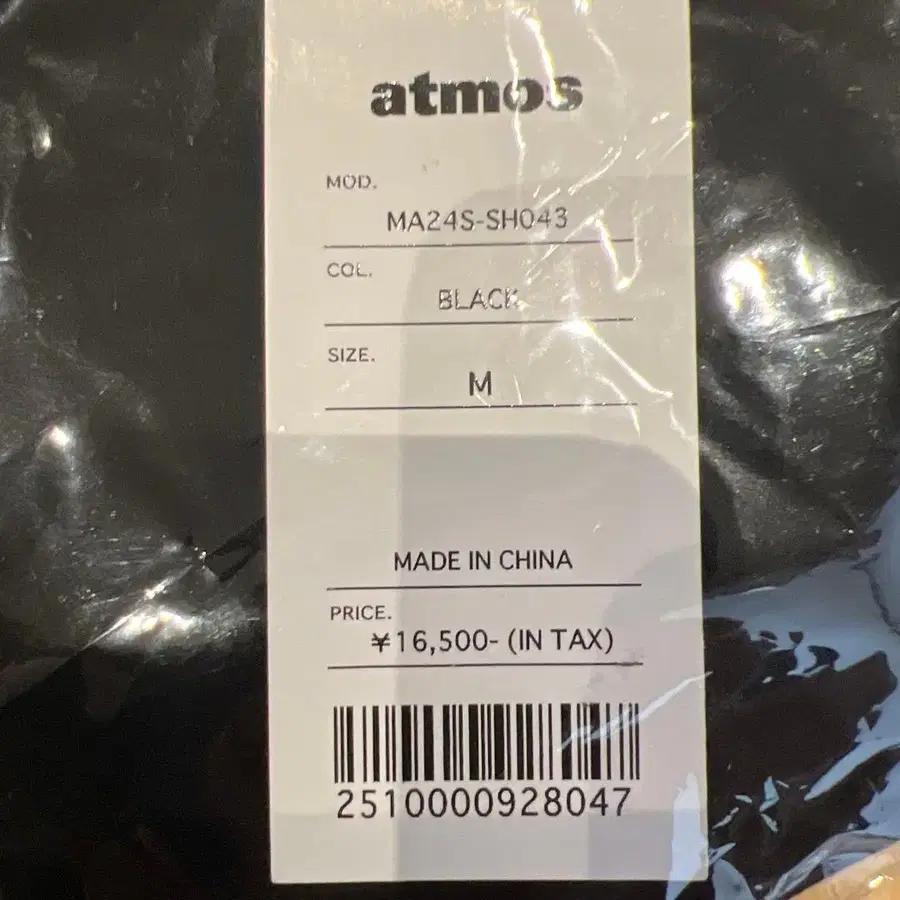 atmos
MOD.
MA24S-SH043
COL.
BLACK
SIZE.
M
MADE IN CHINA
PRICE.
¥16,500- (IN TAX)
2510000928047